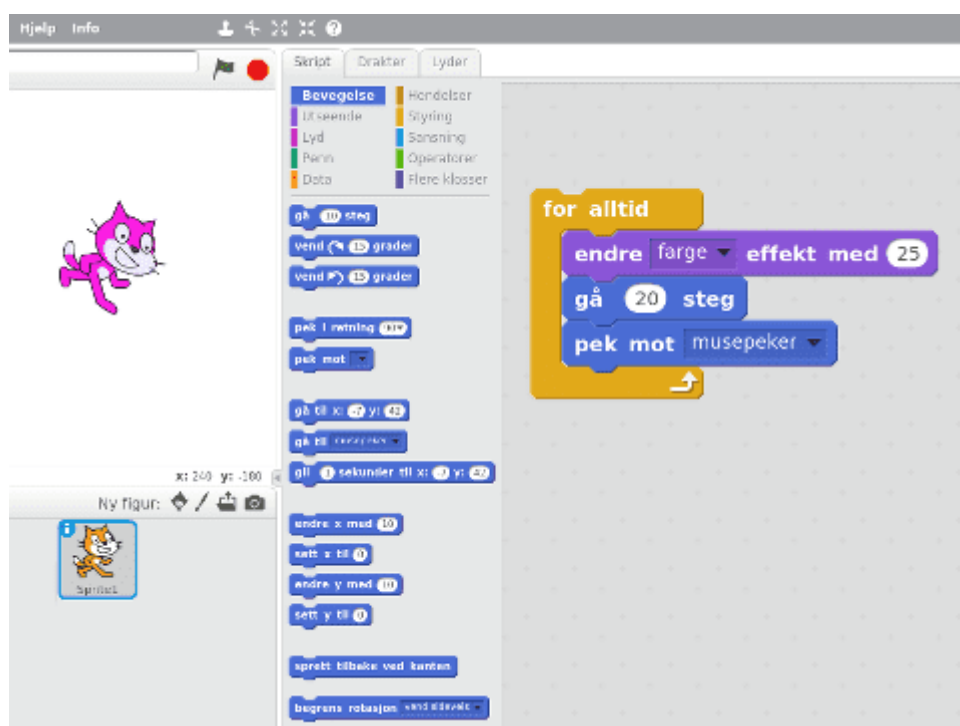 Hjelp Info
Skript Drakter Lyder
Bevegelse Hendelser
Utseende Styring
Lyd Sansning
Penn Operatorer
Data Flere klosser
gå 10 steg
vend 15 grader
vend 15 grader
pek i retning
pek mot
gå til x: -7 y: 42
gå til musepeker
gli 1 sekunder til x: -7 y: 42
endre x med 10
sett x til 0
endre y med 10
sett y til 0
sprett tilbake ved kanten
begrens rotasjon vend sideveis
x: 240 y: -180
Ny figur:
Sprite1
for alltid
endre farge effekt med 25
gå 20 steg
pek mot musepeker